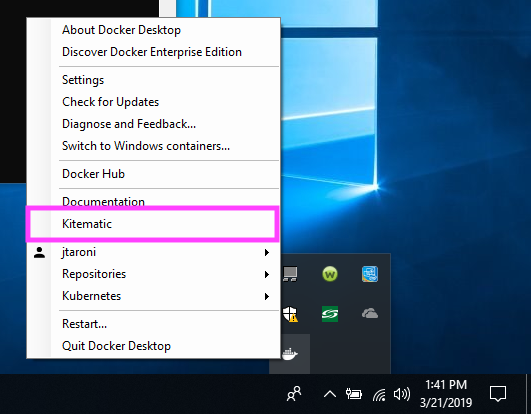 About Docker Desktop
Discover Docker Enterprise Edition
Settings
Check for Updates
Diagnose and Feedback...
Switch to Windows containers...
Docker Hub
Documentation
Kitematic
jtaroni
Repositories
Kubernetes
Restart...
Quit Docker Desktop
1:41 PM
3/21/2019